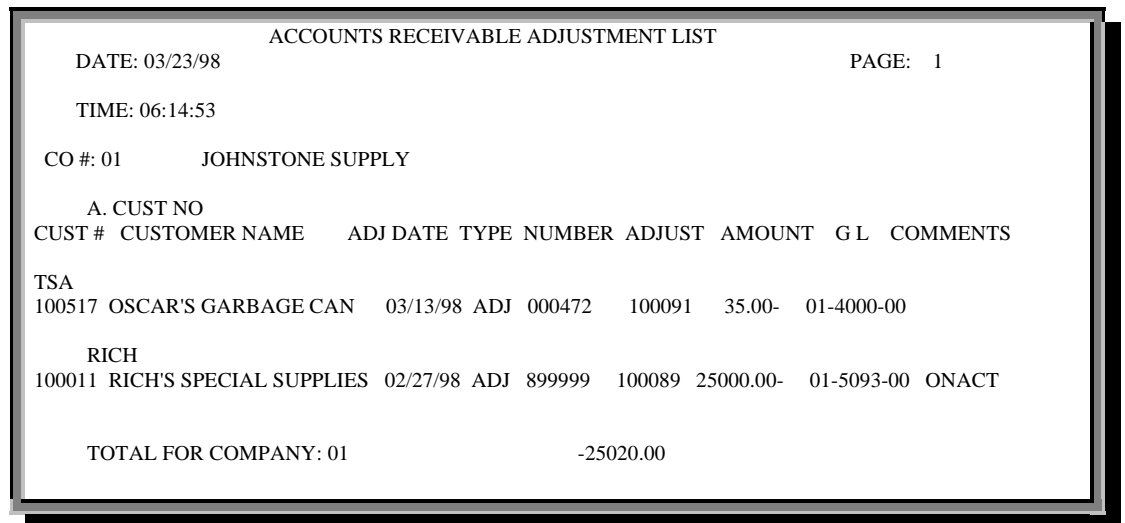 ACCOUNTS RECEIVABLE ADJUSTMENT LIST
DATE: 03/23/98 PAGE: 1
TIME: 06:14:53
CO #: 01 JOHNSTONE SUPPLY
A. CUST NO
CUST # CUSTOMER NAME ADJ DATE TYPE NUMBER ADJUST AMOUNT G L COMMENTS
TSA
100517 OSCAR'S GARBAGE CAN 03/13/98 ADJ 000472 100091 35.00- 01-4000-00
RICH
100011 RICH'S SPECIAL SUPPLIES 02/27/98 ADJ 899999 100089 25000.00- 01-5093-00 ONACT
TOTAL FOR COMPANY: 01 -25020.00